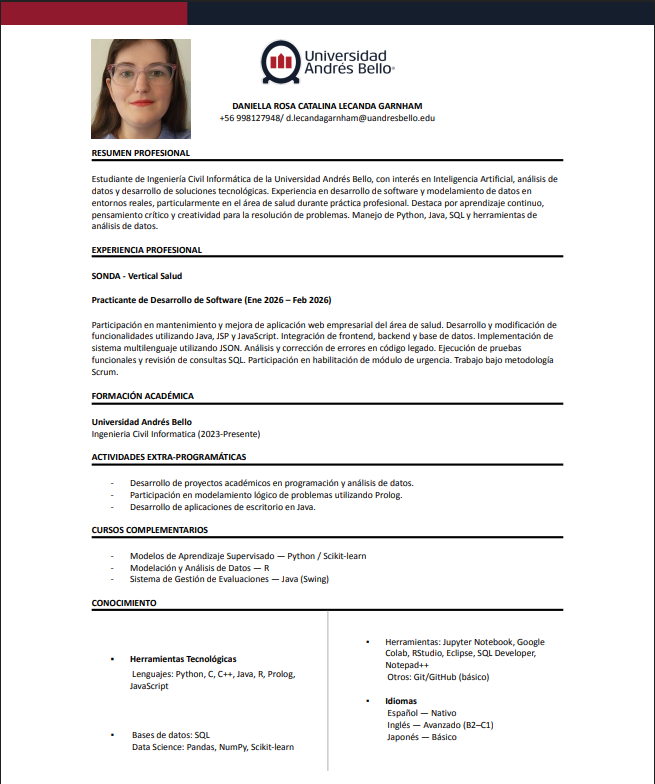 Universidad
Andrés Bello
DANIELLA ROSA CATALINA LECANDA GARNHAM
+56 998127948/ d.lecandagarnham@uandresbello.edu
RESUMEN PROFESIONAL
Estudiante de Ingeniería Civil Informática de la Universidad Andrés Bello, con interés en Inteligencia Artificial, análisis de
datos y desarrollo de soluciones tecnológicas. Experiencia en desarrollo de software y modelamiento de datos en
entornos reales, particularmente en el área de salud durante práctica profesional. Destaca por aprendizaje continuo,
pensamiento crítico y creatividad para la resolución de problemas. Manejo de Python, Java, SQL y herramientas de
análisis de datos.
EXPERIENCIA PROFESIONAL
SONDA - Vertical Salud
Practicante de Desarrollo de Software (Ene 2026 – Feb 2026)
Participación en mantenimiento y mejora de aplicación web empresarial del área de salud. Desarrollo y modificación de
funcionalidades utilizando Java, JSP y JavaScript. Integración de frontend, backend y base de datos. Implementación de
sistema multilenguaje utilizando JSON. Análisis y corrección de errores en código legado. Ejecución de pruebas
funcionales y revisión de consultas SQL. Participación en habilitación de módulo de urgencia. Trabajo bajo metodología
Scrum.
FORMACIÓN ACADÉMICA
Universidad Andrés Bello
Ingenieria Civil Informatica (2023-Presente)
ACTIVIDADES EXTRA-PROGRAMÁTICAS
- Desarrollo de proyectos académicos en programación y análisis de datos.
- Participación en modelamiento lógico de problemas utilizando Prolog.
- Desarrollo de aplicaciones de escritorio en Java.
CURSOS COMPLEMENTARIOS
- Modelos de Aprendizaje Supervisado — Python / Scikit-learn
- Modelación y Análisis de Datos — R
- Sistema de Gestión de Evaluaciones — Java (Swing)
CONOCIMIENTO
• Herramientas Tecnológicas
Lenguajes: Python, C, C++, Java, R, Prolog,
JavaScript
• Bases de datos: SQL
Data Science: Pandas, NumPy, Scikit-learn
• Herramientas: Jupyter Notebook, Google
Colab, RStudio, Eclipse, SQL Developer,
Notepad++
Otros: Git/GitHub (básico)
• Idiomas
Español — Nativo
Inglés — Avanzado (B2–C1)
Japonés — Básico